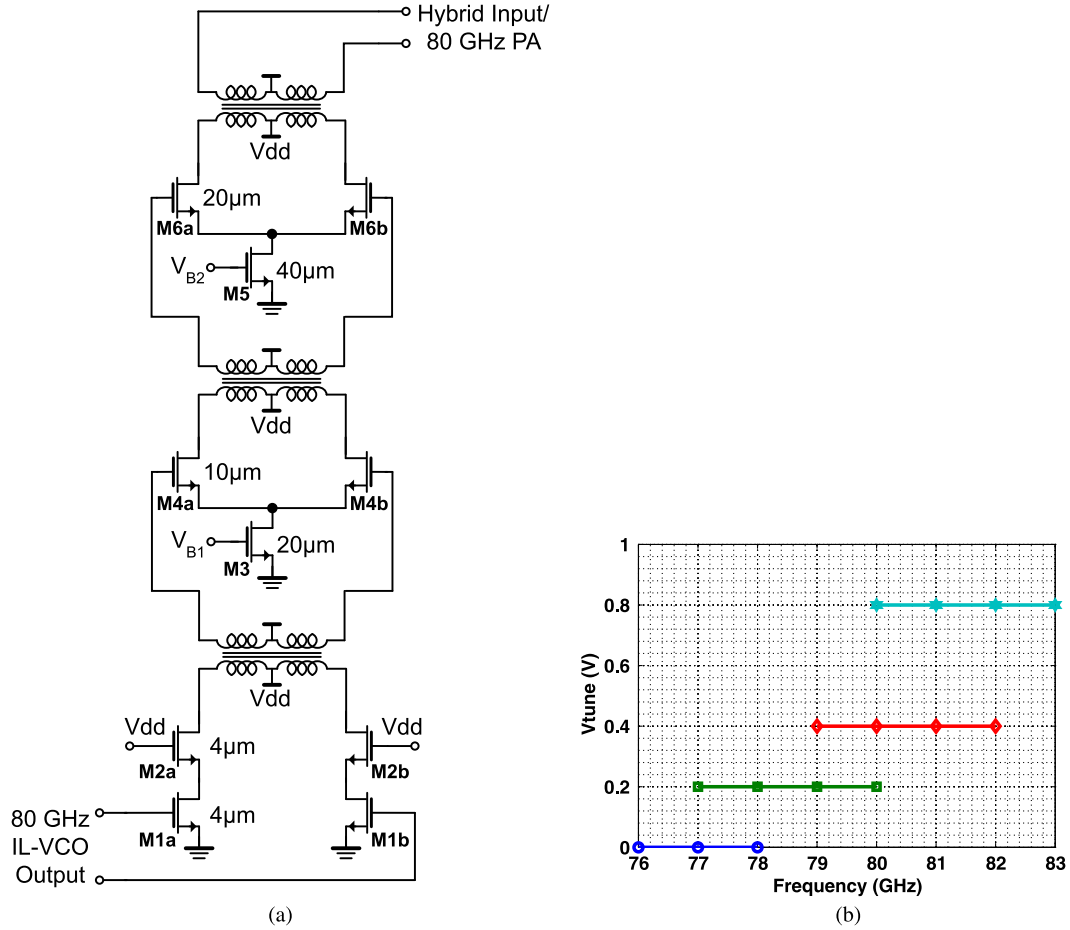 Hybrid Input/
80 GHz PA
Vdd
20μm
M6a
M6b
VB2
40μm
M5
Vdd
10μm
M4a
M4b
VB1
20μm
M3
Vdd
Vdd
Vdd
4μm
M2a
M2b
80 GHz
IL-VCO
Output
4μm
M1a
M1b
(a)
1
0.8
0.6
0.4
0.2
0
Vtune (V)
76 77 78 79 80 81 82 83
Frequency (GHz)
(b)